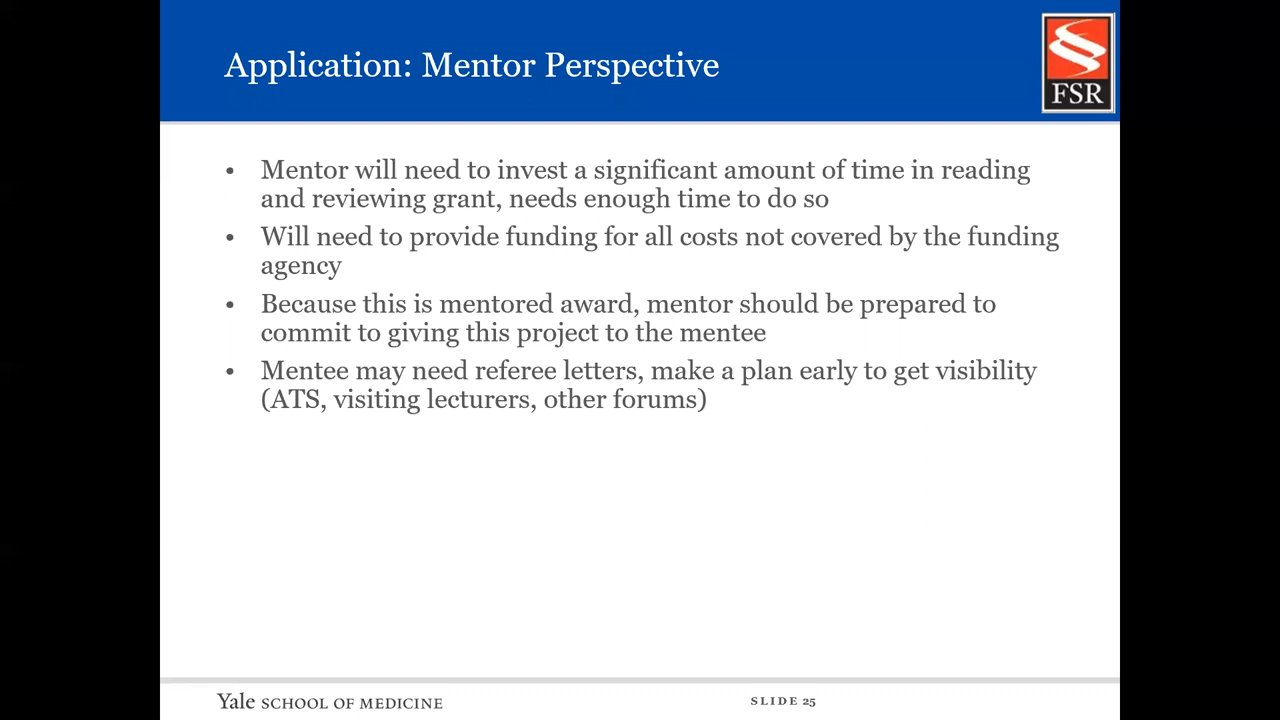 Application: Mentor Perspective
FSR
• Mentor will need to invest a significant amount of time in reading
and reviewing grant, needs enough time to do so
• Will need to provide funding for all costs not covered by the funding
agency
• Because this is mentored award, mentor should be prepared to
commit to giving this project to the mentee
• Mentee may need referee letters, make a plan early to get visibility
(ATS, visiting lecturers, other forums)
Yale SCHOOL OF MEDICINE
SLIDE 25